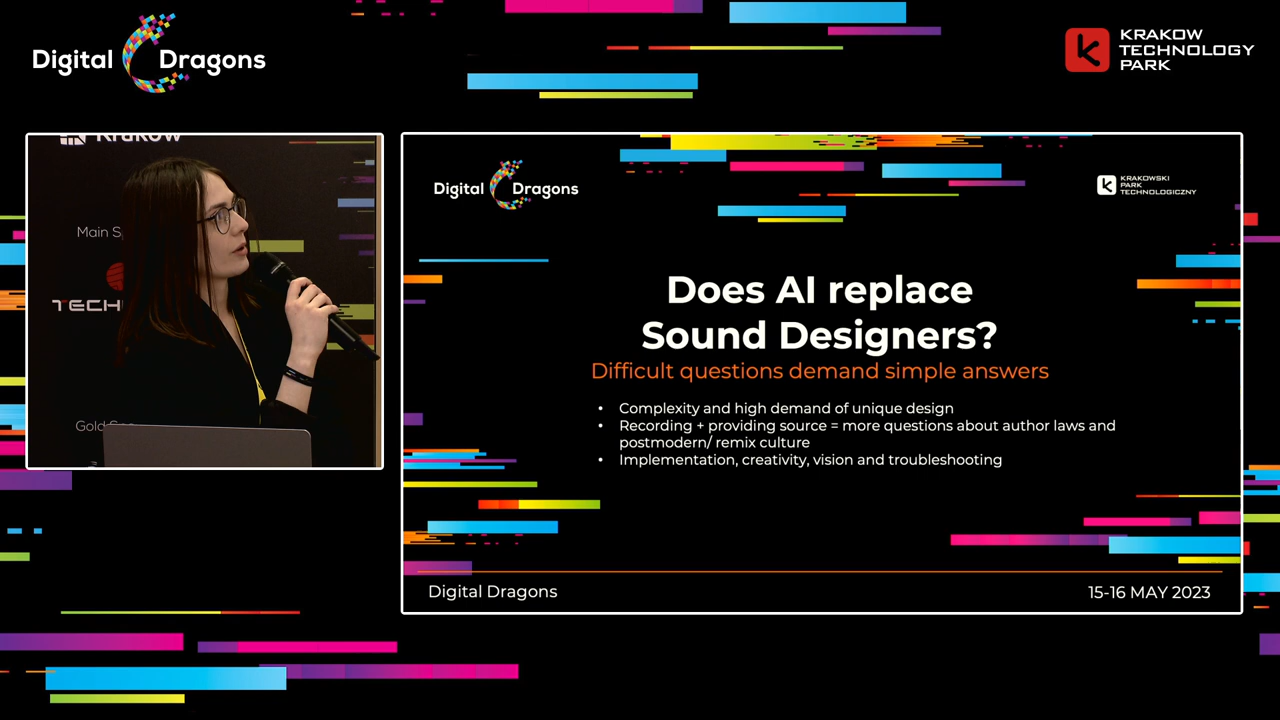 Digital Dragons
KRAKOW
TECHNOLOGY
PARK
Krakow
Main
TECH
Gold
Digital Dragons
KRAKOWSKI
PARK
TECHNOLOGICZNY
Does AI replace
Sound Designers?
Difficult questions demand simple answers
• Complexity and high demand of unique design
• Recording + providing source = more questions about author laws and
postmodern/ remix culture
• Implementation, creativity, vision and troubleshooting
Digital Dragons
15-16 MAY 2023